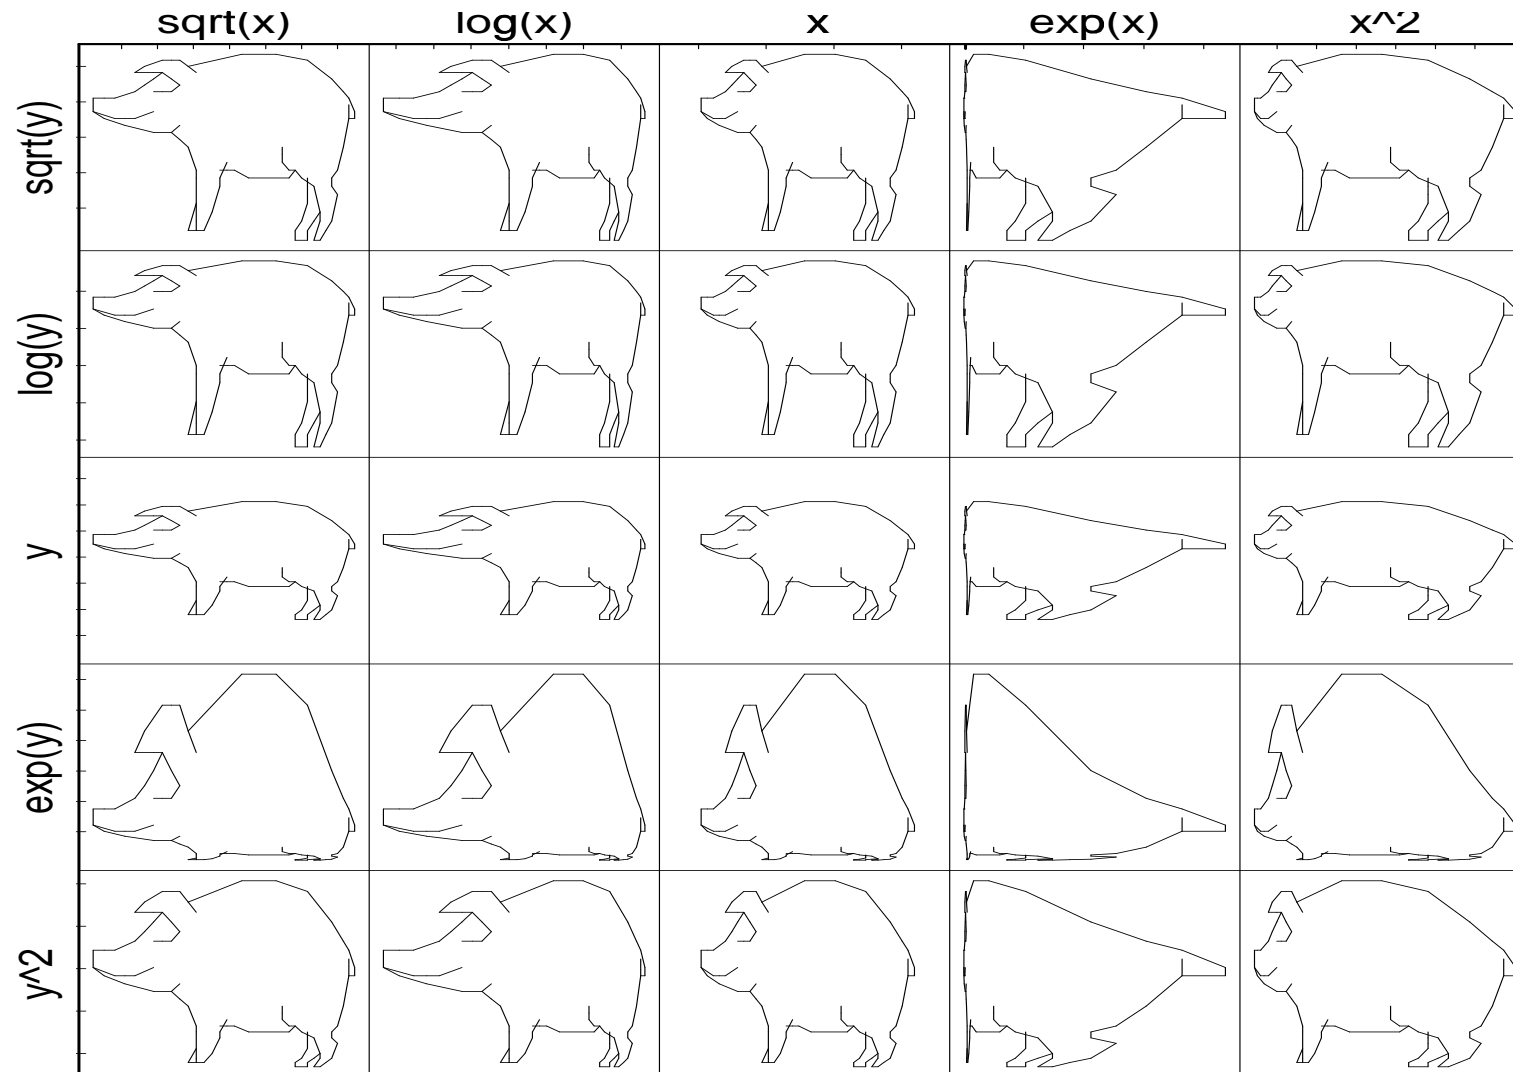 sqrt(x) log(x) x exp(x) x^2
sqrt(y)
log(y)
y
exp(y)
y^2